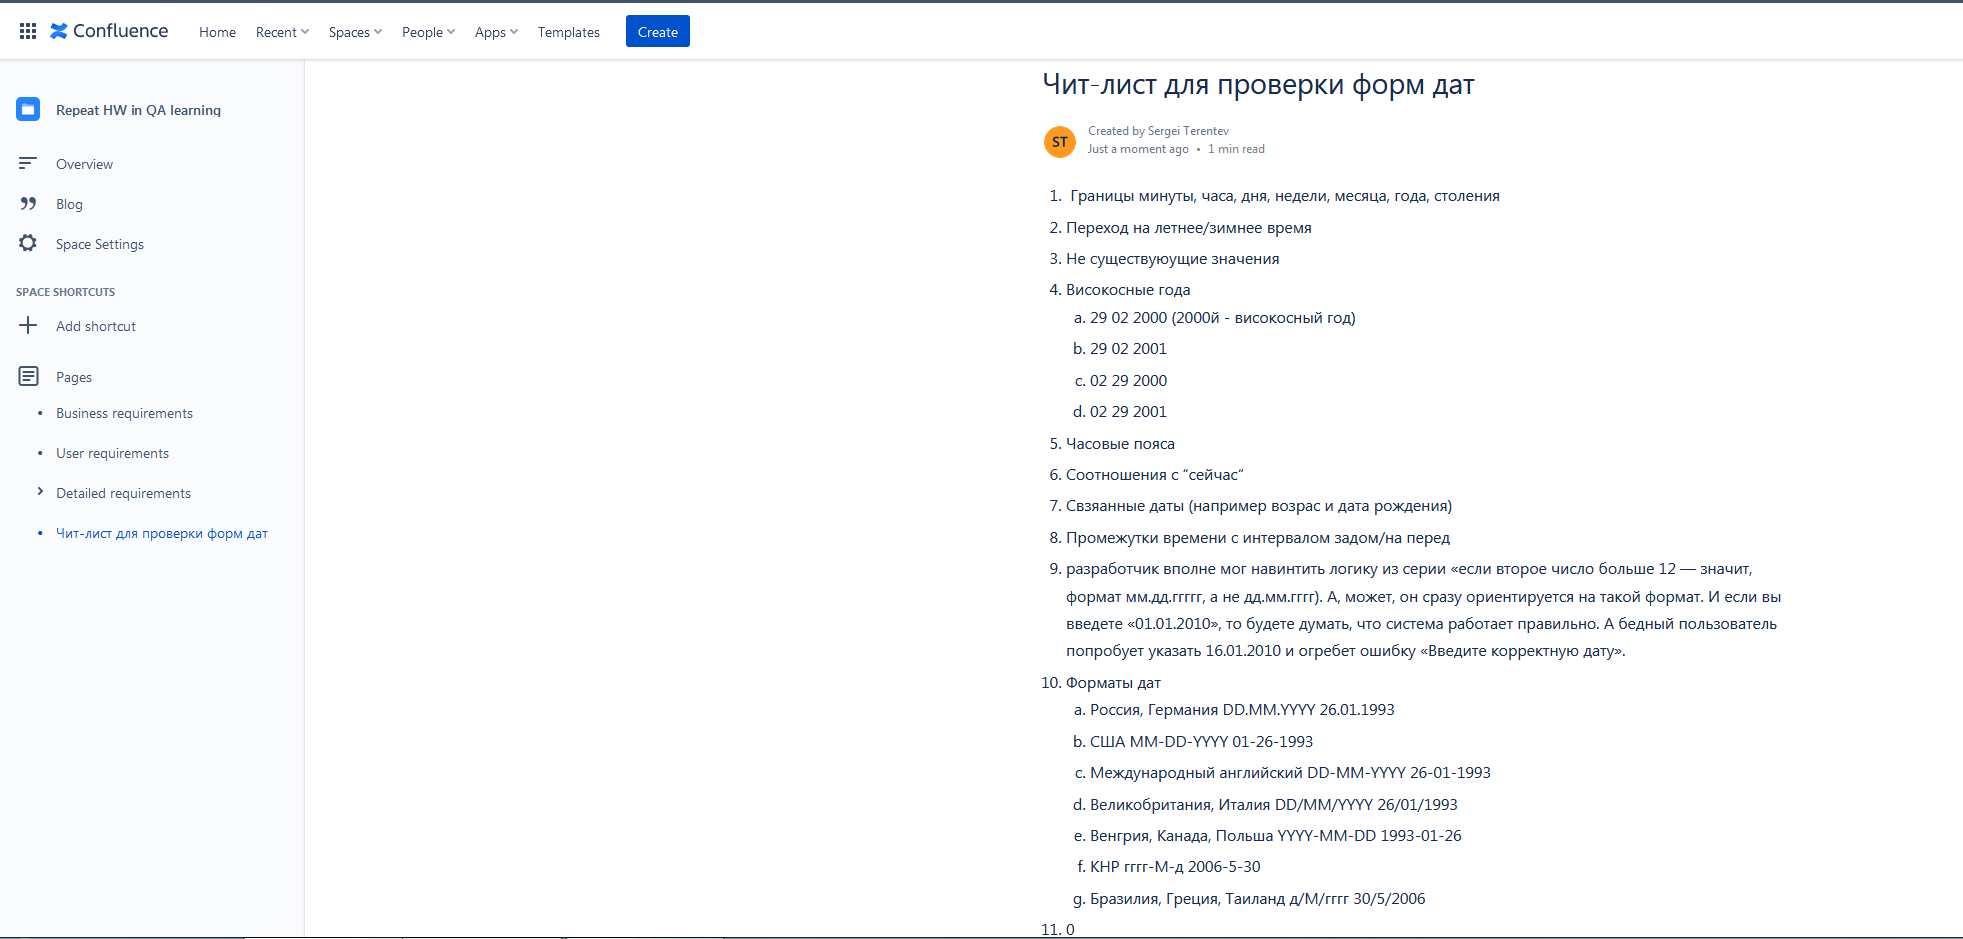 Confluence
Home
Recent
Spaces
People
Apps
Templates
Create
Repeat HW in QA learning
Overview
Blog
Space Settings
SPACE SHORTCUTS
Add shortcut
Pages
• Business requirements
• User requirements
Detailed requirements
• Чит-лист для проверки форм дат
Чит-лист для проверки форм дат
ST
Created by Sergei Terentev
Just a moment ago • 1 min read
1. Границы минуты, часа, дня, недели, месяца, года, столения
2. Переход на летнее/зимнее время
3. Не существуюущие значения
4. Високосные года
a. 29 02 2000 (2000й - високосный год)
b. 29 02 2001
c. 02 29 2000
d. 02 29 2001
5. Часовые пояса
6. Соотношения с “сейчас“
7. Свзяанные даты (например возрас и дата рождения)
8. Промежутки времени с интервалом задом/на перед
9. разработчик вполне мог навинтить логику из серии «если второе число больше 12 — значит,
формат мм.дд.ггггг, а не дд.мм.гггг). А, может, он сразу ориентируется на такой формат. И если вы
введете «01.01.2010», то будете думать, что система работает правильно. А бедный пользователь
попробует указать 16.01.2010 и огребет ошибку «Введите корректную дату».
10. Форматы дат
a. Россия, Германия DD.MM.YYYY 26.01.1993
b. США MM-DD-YYYY 01-26-1993
c. Международный английский DD-MM-YYYY 26-01-1993
d. Великобритания, Италия DD/MM/YYYY 26/01/1993
e. Венгрия, Канада, Польша YYYY-MM-DD 1993-01-26
f. КНР гггг-М-д 2006-5-30
g. Бразилия, Греция, Таиланд д/М/гггг 30/5/2006
11. 0